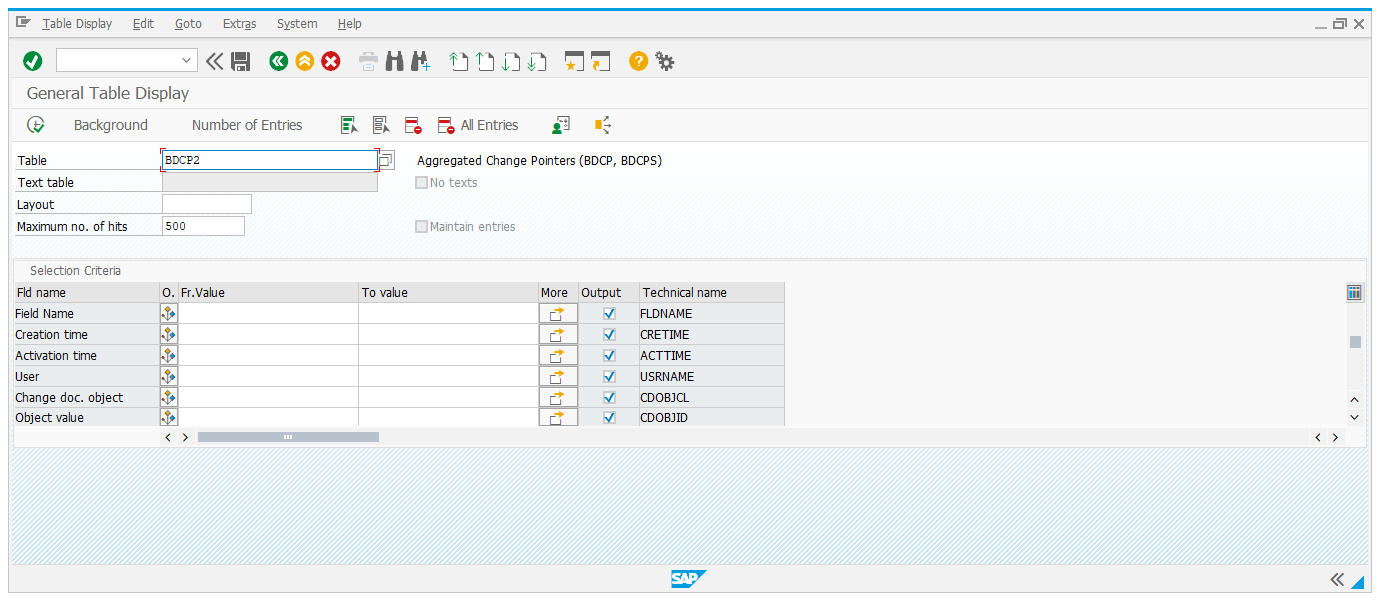 Table Display Edit Goto Extras System Help
General Table Display
Background Number of Entries All Entries
Table BDCP2 Aggregated Change Pointers (BDCP, BDCPS)
Text table No texts
Layout
Maximum no. of hits 500 Maintain entries
Selection Criteria
Fld name O. Fr.Value To value More Output Technical name
Field Name FLDNAME
Creation time CRETIME
Activation time ACTTIME
User USRNAME
Change doc. object CDOBJCL
Object value CDOBJID
SAP